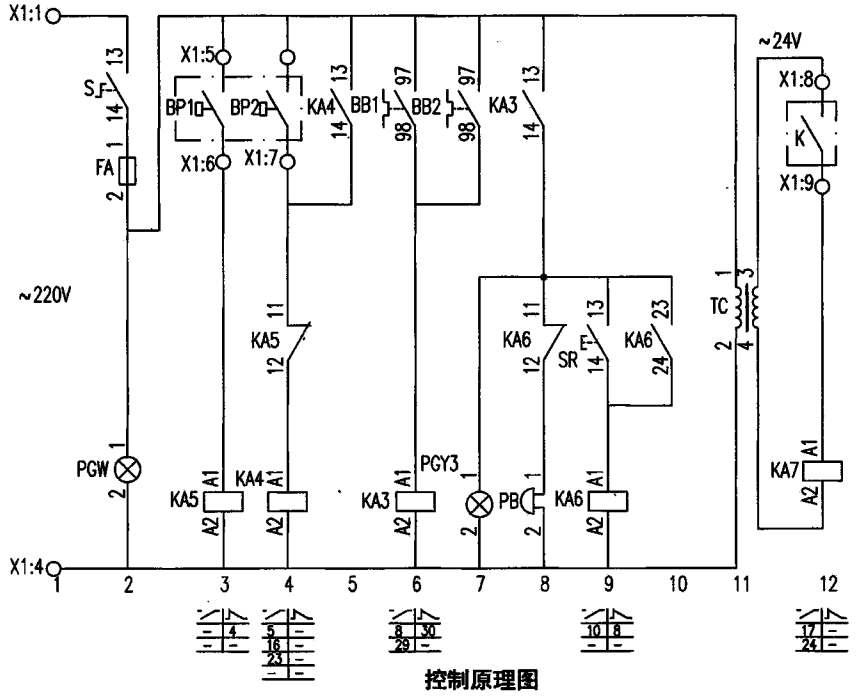 X1:1
~24V
13
S
14
X1:5
BP1
BP2
13
KA4
14
97
BB1
98
97
BB2
98
13
KA3
14
X1:8
K
X1:9
1
FA
2
X1:6
X1:7
~220V
11
KA5
12
11
KA6
12
13
SR
14
23
KA6
24
1
TC
2
3
4
1
PGW
2
A1
KA5
A2
A1
KA4
A2
A1
KA3
A2
PGY3
1
2
1
PB
2
A1
KA6
A2
A1
KA7
A2
X1:4
1 2 3 4 5 6 7 8 9 10 11 12
– 4
– –
5 –
16 –
23 –
– –
8 30
29 –
10 8
– –
17 –
24 –
控制原理图